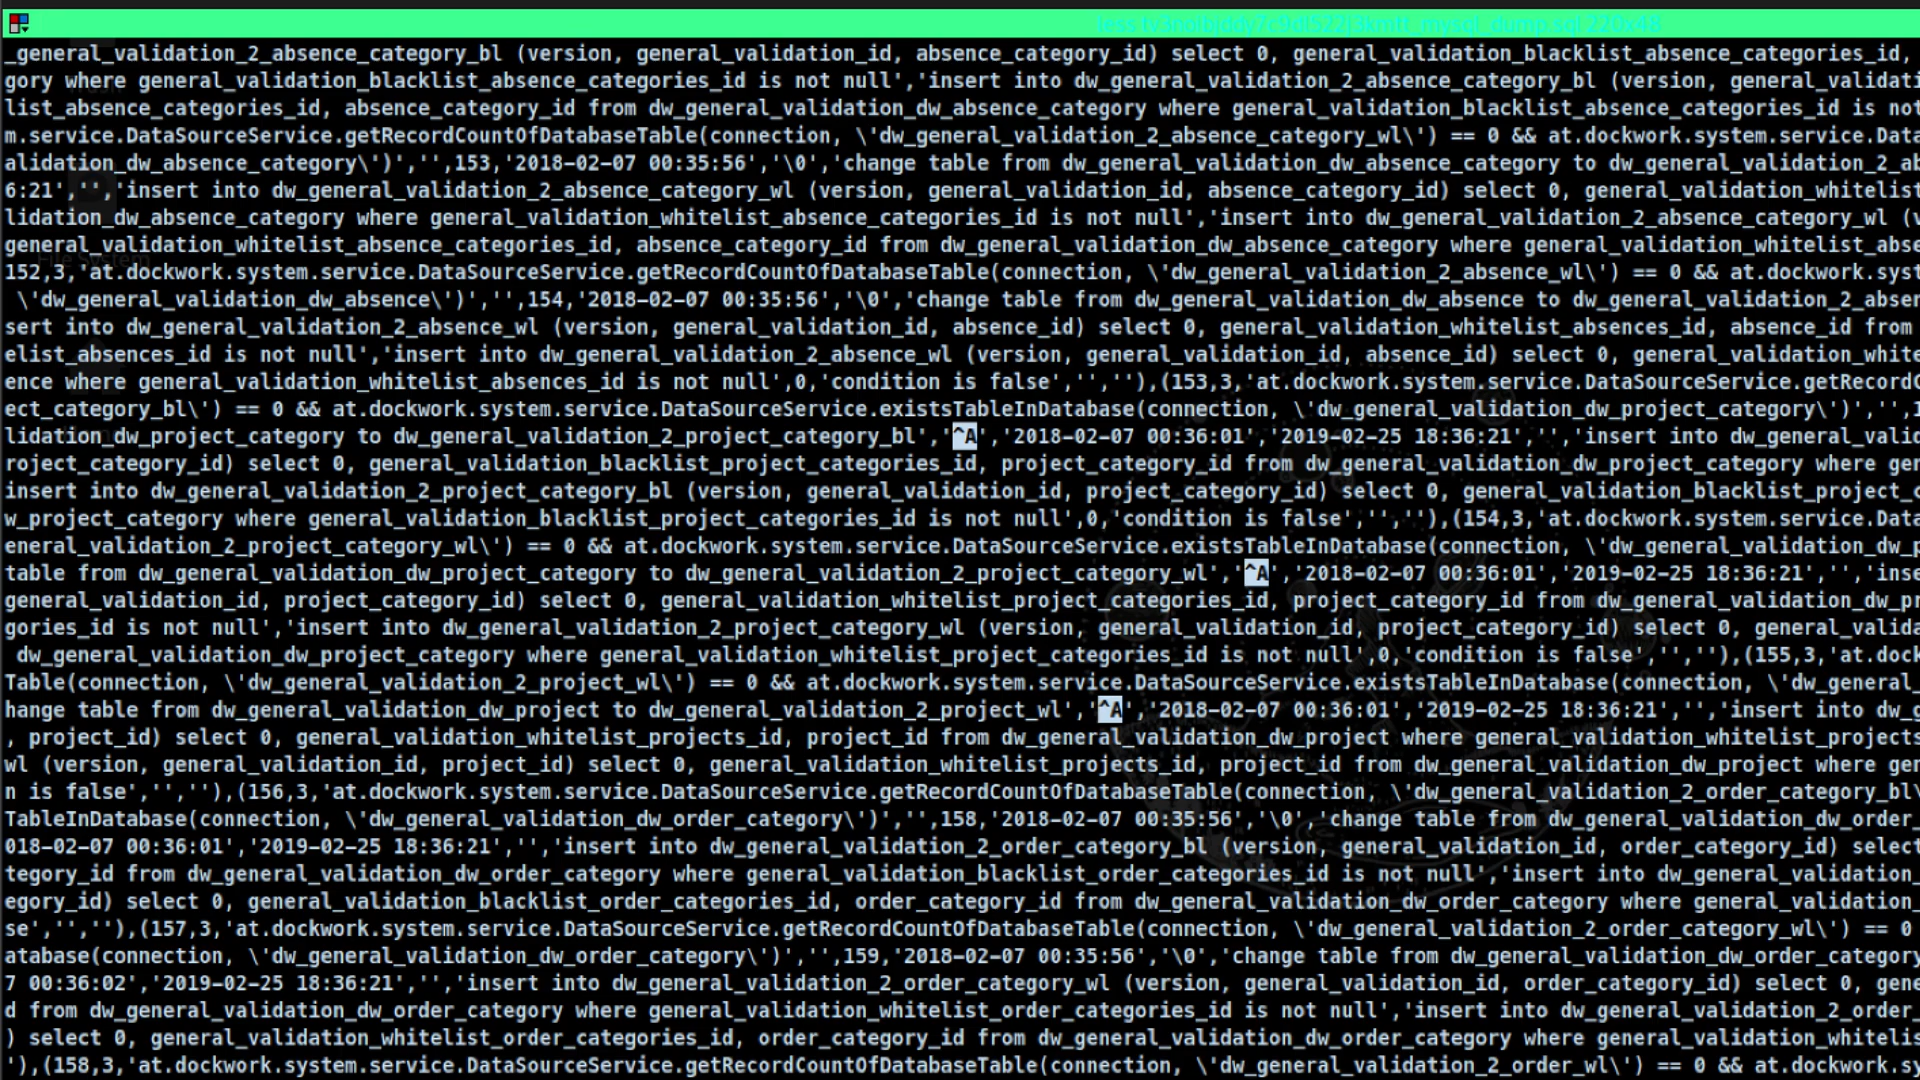 _general_validation_2_absence_category_bl (version, general_validation_id, absence_category_id) select 0, general_validation_blacklist_absence_categories_id,
gory where general_validation_blacklist_absence_categories_id is not null','insert into dw_general_validation_2_absence_category_bl (version, general_validati
list_absence_categories_id, absence_category_id from dw_general_validation_dw_absence_category where general_validation_blacklist_absence_categories_id is not
m.service.DataSourceService.getRecordCountOfDatabaseTable(connection, \'dw_general_validation_2_absence_category_wl\') == 0 && at.dockwork.system.service.Data
alidation_dw_absence_category\')','',153,'2018-02-07 00:35:56','\0','change table from dw_general_validation_dw_absence_category to dw_general_validation_2_ab
6:21','','insert into dw_general_validation_2_absence_category_wl (version, general_validation_id, absence_category_id) select 0, general_validation_whitelist
lidation_dw_absence_category where general_validation_whitelist_absence_categories_id is not null','insert into dw_general_validation_2_absence_category_wl (v
general_validation_whitelist_absence_categories_id, absence_category_id from dw_general_validation_dw_absence_category where general_validation_whitelist_abse
152,3,'at.dockwork.system.service.DataSourceService.getRecordCountOfDatabaseTable(connection, \'dw_general_validation_2_absence_wl\') == 0 && at.dockwork.syst
\'dw_general_validation_dw_absence\')','',154,'2018-02-07 00:35:56','\0','change table from dw_general_validation_dw_absence to dw_general_validation_2_absen
sert into dw_general_validation_2_absence_wl (version, general_validation_id, absence_id) select 0, general_validation_whitelist_absences_id, absence_id from
elist_absences_id is not null','insert into dw_general_validation_2_absence_wl (version, general_validation_id, absence_id) select 0, general_validation_white
ence where general_validation_whitelist_absences_id is not null',0,'condition is false','',''),(153,3,'at.dockwork.system.service.DataSourceService.getRecordC
ect_category_bl\') == 0 && at.dockwork.system.service.DataSourceService.existsTableInDatabase(connection, \'dw_general_validation_dw_project_category\')','',1
lidation_dw_project_category to dw_general_validation_2_project_category_bl','^A','2018-02-07 00:36:01','2019-02-25 18:36:21','','insert into dw_general_valid
roject_category_id) select 0, general_validation_blacklist_project_categories_id, project_category_id from dw_general_validation_dw_project_category where gen
insert into dw_general_validation_2_project_category_bl (version, general_validation_id, project_category_id) select 0, general_validation_blacklist_project_c
w_project_category where general_validation_blacklist_project_categories_id is not null',0,'condition is false','',''),(154,3,'at.dockwork.system.service.Data
eneral_validation_2_project_category_wl\') == 0 && at.dockwork.system.service.DataSourceService.existsTableInDatabase(connection, \'dw_general_validation_dw_p
table from dw_general_validation_dw_project_category to dw_general_validation_2_project_category_wl','^A','2018-02-07 00:36:01','2019-02-25 18:36:21','','inse
general_validation_id, project_category_id) select 0, general_validation_whitelist_project_categories_id, project_category_id from dw_general_validation_dw_pr
gories_id is not null','insert into dw_general_validation_2_project_category_wl (version, general_validation_id, project_category_id) select 0, general_valida
dw_general_validation_dw_project_category where general_validation_whitelist_project_categories_id is not null',0,'condition is false','',''),(155,3,'at.dock
Table(connection, \'dw_general_validation_2_project_wl\') == 0 && at.dockwork.system.service.DataSourceService.existsTableInDatabase(connection, \'dw_general_
hange table from dw_general_validation_dw_project to dw_general_validation_2_project_wl','^A','2018-02-07 00:36:01','2019-02-25 18:36:21','','insert into dw_g
, project_id) select 0, general_validation_whitelist_projects_id, project_id from dw_general_validation_dw_project where general_validation_whitelist_projects
wl (version, general_validation_id, project_id) select 0, general_validation_whitelist_projects_id, project_id from dw_general_validation_dw_project where gen
n is false','',''),(156,3,'at.dockwork.system.service.DataSourceService.getRecordCountOfDatabaseTable(connection, \'dw_general_validation_2_order_category_bl\
TableInDatabase(connection, \'dw_general_validation_dw_order_category\')','',158,'2018-02-07 00:35:56','\0','change table from dw_general_validation_dw_order_
018-02-07 00:36:01','2019-02-25 18:36:21','','insert into dw_general_validation_2_order_category_bl (version, general_validation_id, order_category_id) select
tegory_id from dw_general_validation_dw_order_category where general_validation_blacklist_order_categories_id is not null','insert into dw_general_validation_
egory_id) select 0, general_validation_blacklist_order_categories_id, order_category_id from dw_general_validation_dw_order_category where general_validation_
se','',''),(157,3,'at.dockwork.system.service.DataSourceService.getRecordCountOfDatabaseTable(connection, \'dw_general_validation_2_order_category_wl\') == 0
atabase(connection, \'dw_general_validation_dw_order_category\')','',159,'2018-02-07 00:35:56','\0','change table from dw_general_validation_dw_order_category
7 00:36:02','2019-02-25 18:36:21','','insert into dw_general_validation_2_order_category_wl (version, general_validation_id, order_category_id) select 0, gene
d from dw_general_validation_dw_order_category where general_validation_whitelist_order_categories_id is not null','insert into dw_general_validation_2_order_
) select 0, general_validation_whitelist_order_categories_id, order_category_id from dw_general_validation_dw_order_category where general_validation_whitelis
'),(158,3,'at.dockwork.system.service.DataSourceService.getRecordCountOfDatabaseTable(connection, \'dw_general_validation_2_order_wl\') == 0 && at.dockwork.sy